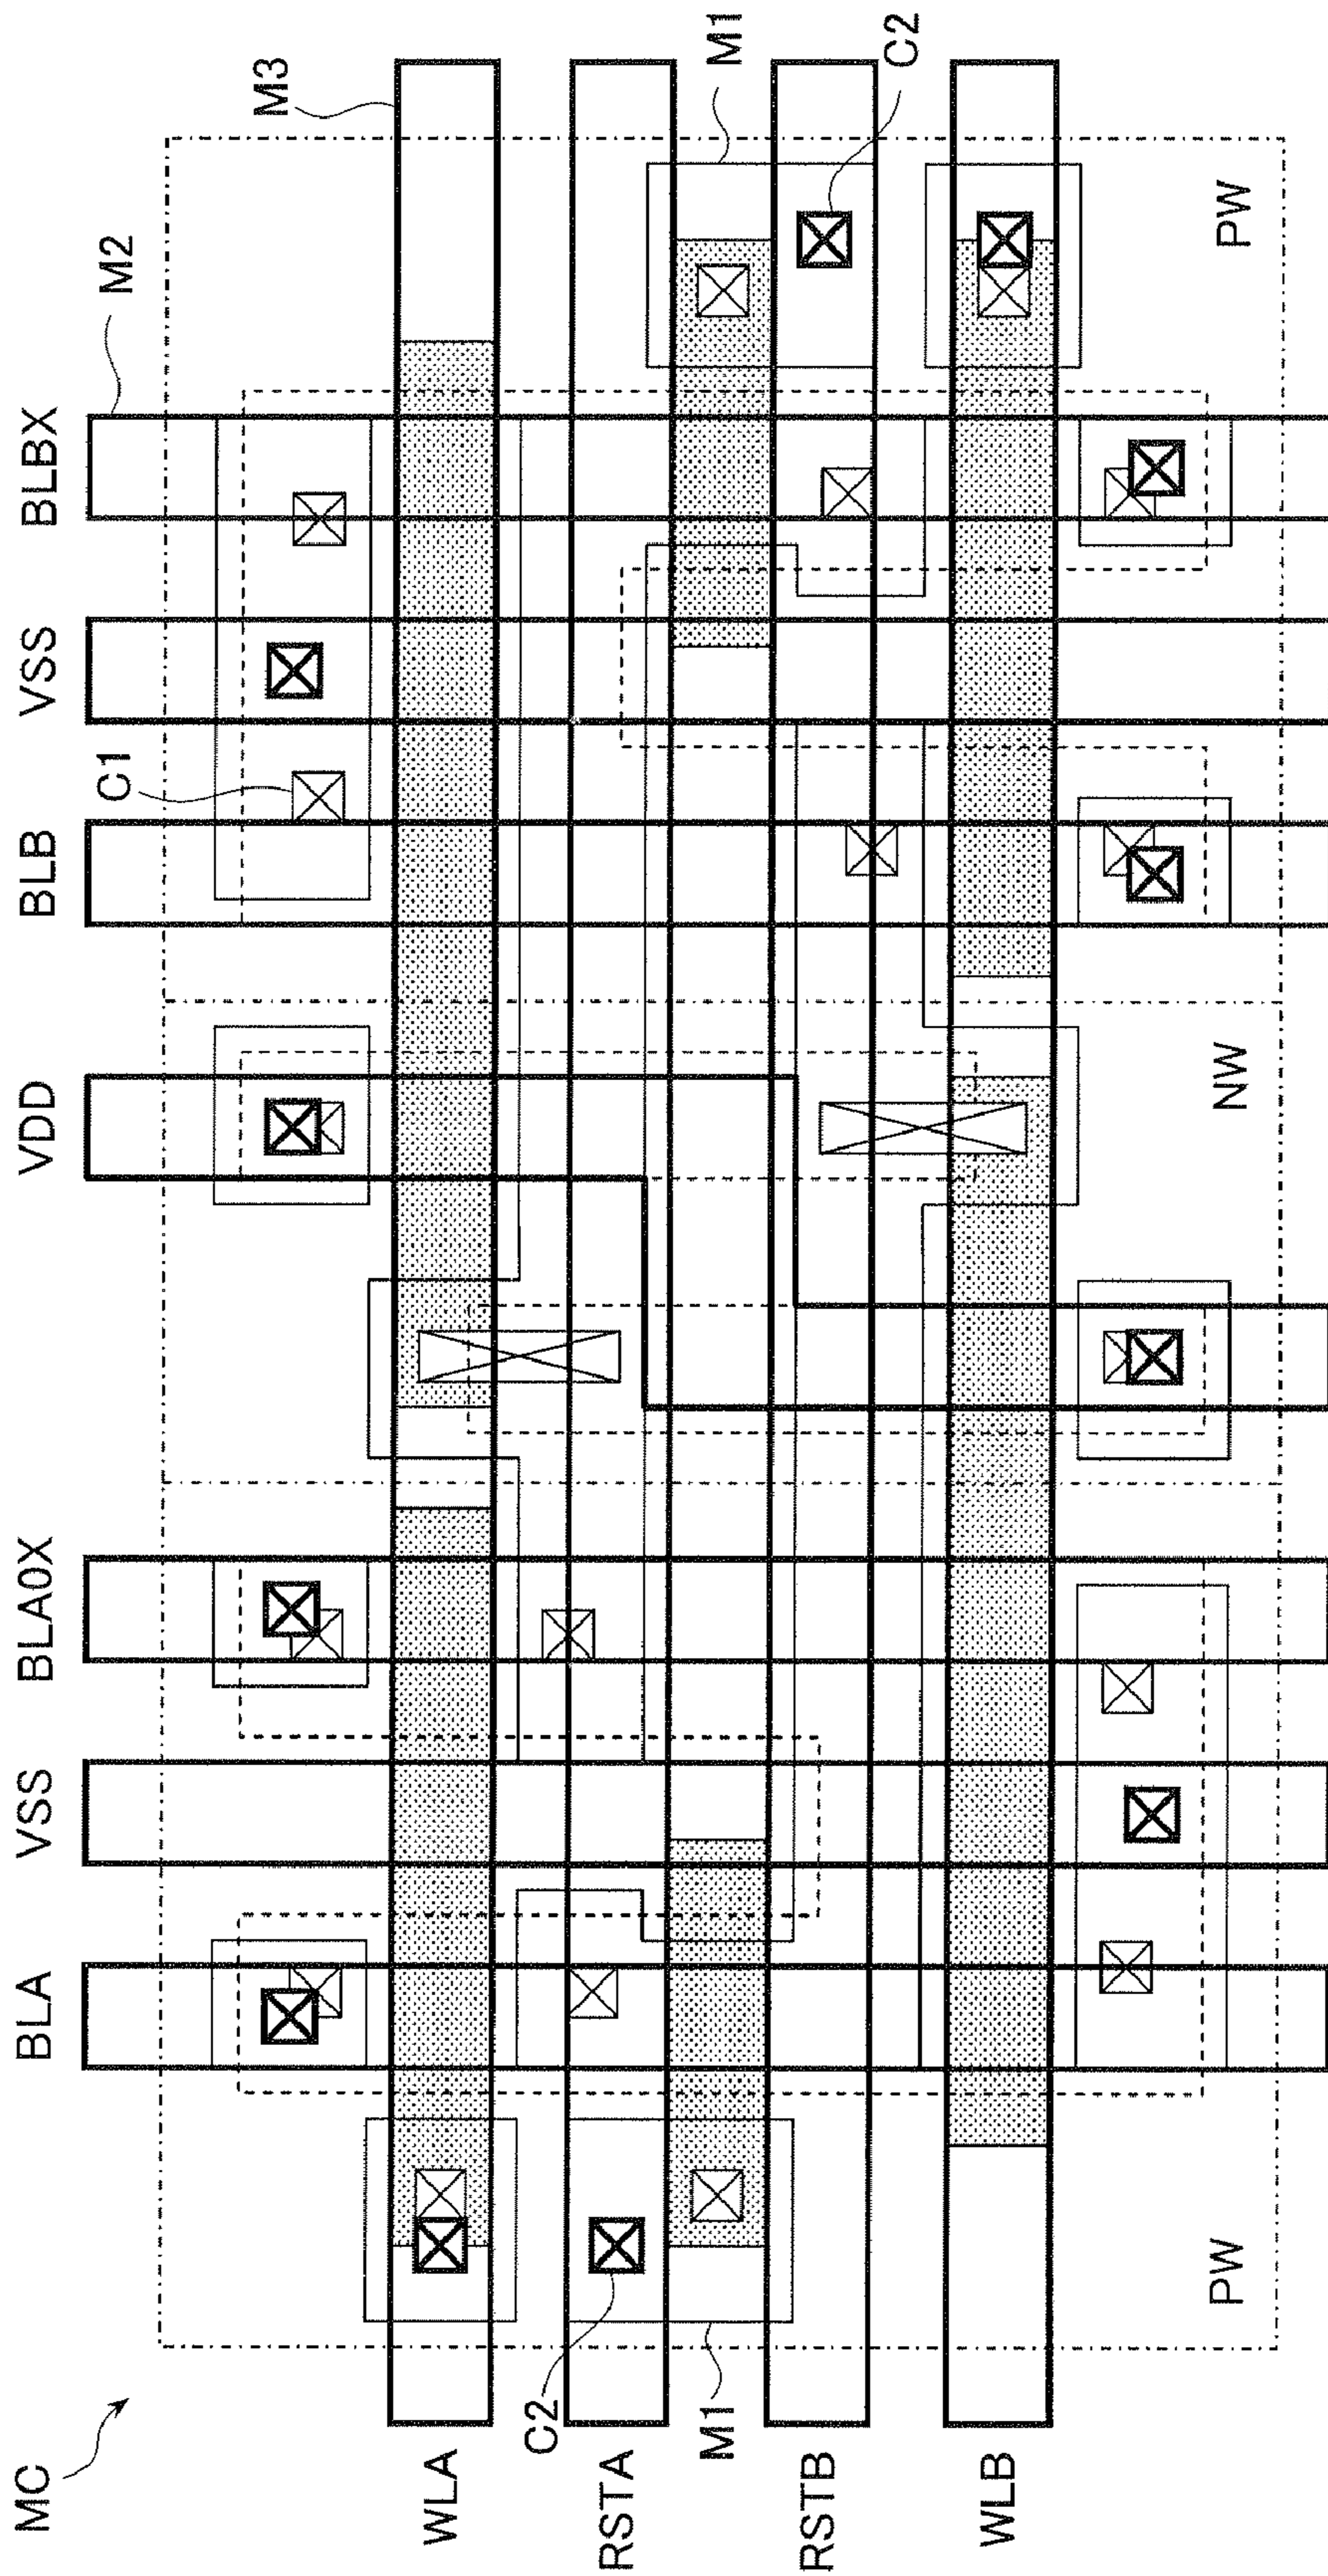 MC
BLA
VSS
BLA0X
VDD
BLB
VSS
BLBX
C1
M2
M3
WLA
C2
RSTA
M1
M1
RSTB
C2
WLB
PW
NW
PW